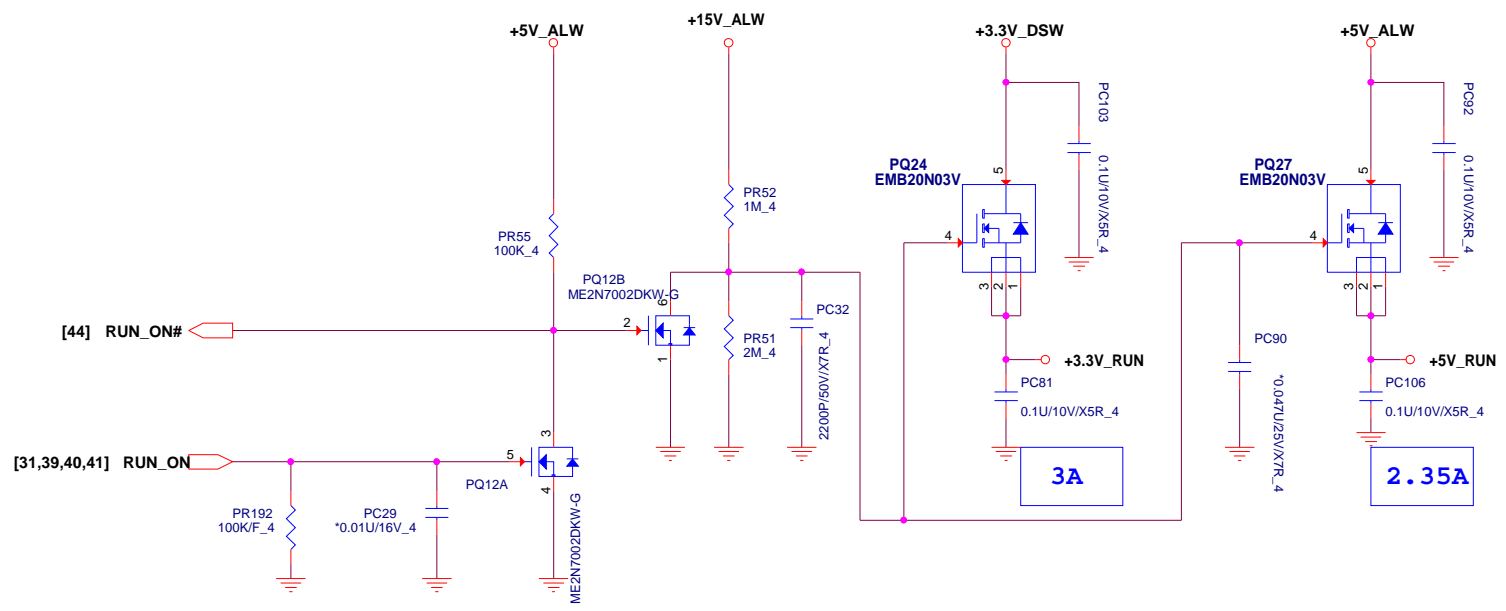 +5V_ALW
+15V_ALW
+3.3V_DSW
+5V_ALW
PC103
0.1U/10V/X5R_4
PC92
0.1U/10V/X5R_4
PQ24
EMB20N03V
5
4
3
2
1
PQ27
EMB20N03V
5
4
3
2
1
PR52
1M_4
PR55
100K_4
PQ12B
ME2N7002DKW-G
6
2
1
PR51
2M_4
PC32
2200P/50V/X7R_4
[44] RUN_ON#
+3.3V_RUN
PC81
0.1U/10V/X5R_4
PC90
*0.047U/25V/X7R_4
+5V_RUN
PC106
0.1U/10V/X5R_4
[31,39,40,41] RUN_ON
3
5
4
PQ12A
ME2N7002DKW-G
PR192
100K/F_4
PC29
*0.01U/16V_4
3A
2.35A